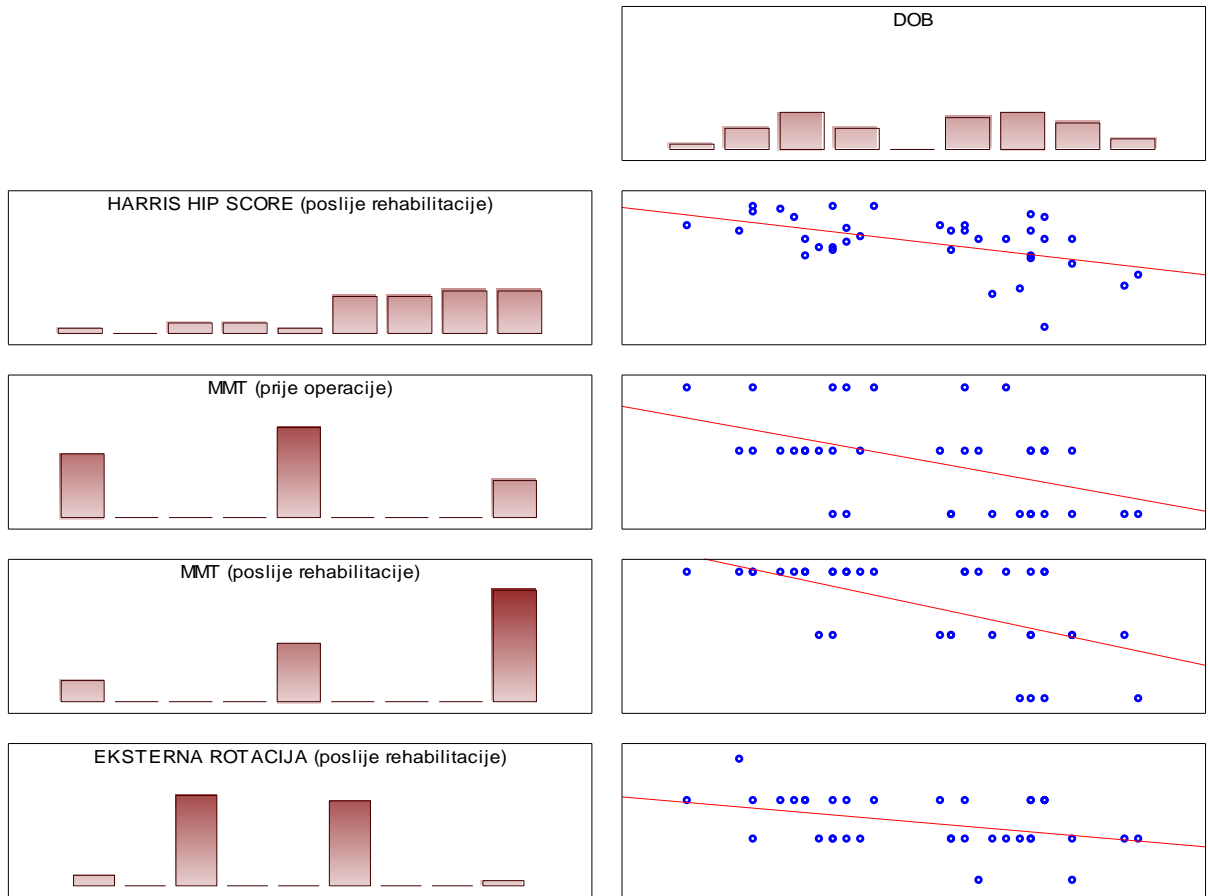 DOB
HARRIS HIP SCORE (poslije rehabilitacije)
MMT (prije operacije)
MMT (poslije rehabilitacije)
EKSTERNA ROTACIJA (poslije rehabilitacije)